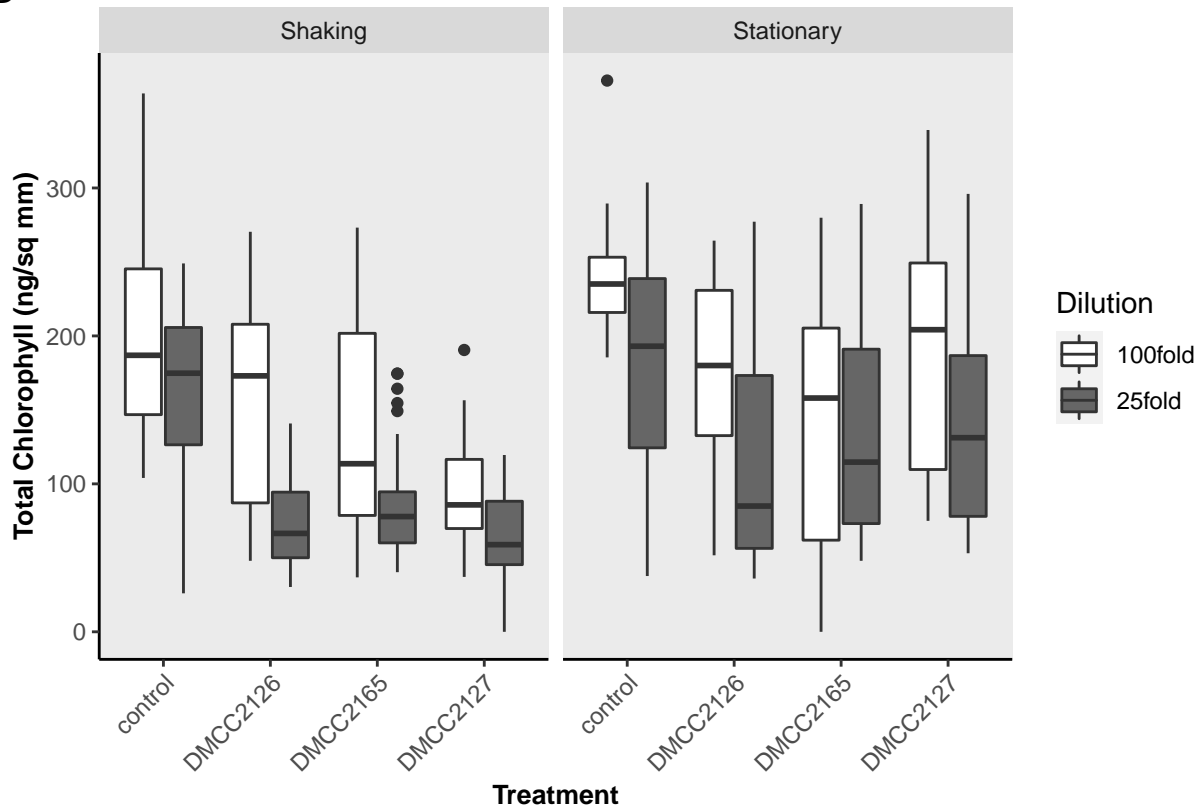 Shaking
Stationary
Total Chlorophyll (ng/sq mm)
300
200
100
0
control
DMCC2126
DMCC2165
DMCC2127
control
DMCC2126
DMCC2165
DMCC2127
Treatment
Dilution
100fold
25fold